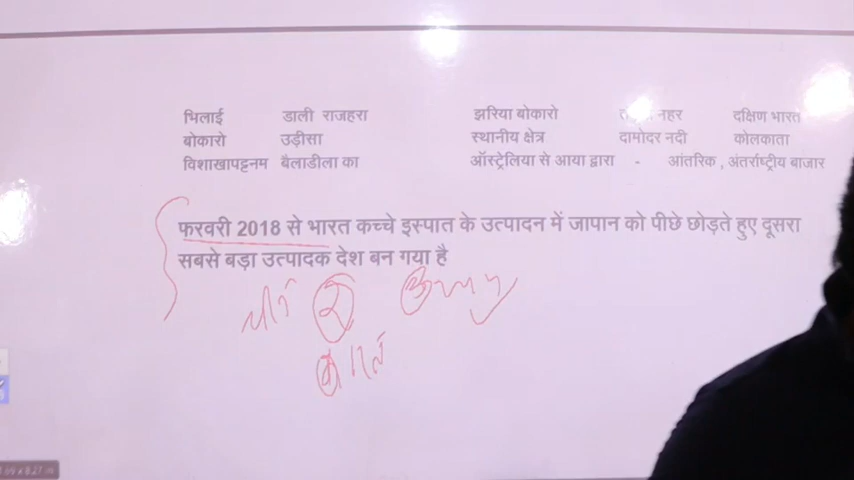 भिलाई डाली राजहरा झरिया बोकारो नहर दक्षिण भारत
बोकारो उड़ीसा स्थानीय क्षेत्र दामोदर नदी कोलकाता
विशाखापट्टनम बैलाडीला का ऑस्ट्रेलिया से आया द्वारा - आंतरिक , अंतर्राष्ट्रीय बाजार
फरवरी 2018 से भारत कच्चे इस्पात के उत्पादन में जापान को पीछे छोड़ते हुए दूसरा
सबसे बड़ा उत्पादक देश बन गया है